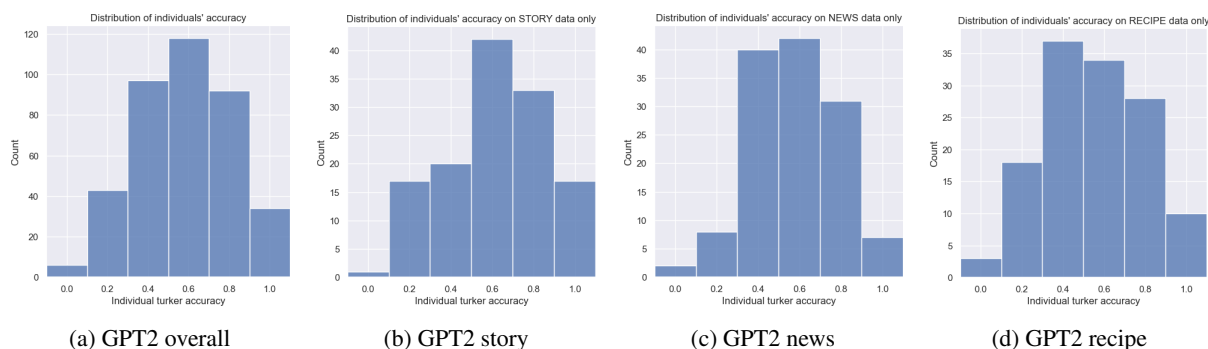 Distribution of individuals' accuracy
120
100
80
60
40
20
0
Count
0.0 0.2 0.4 0.6 0.8 1.0
Individual turker accuracy
(a) GPT2 overall
Distribution of individuals' accuracy on STORY data only
40
35
30
25
20
15
10
5
0
Count
0.0 0.2 0.4 0.6 0.8 1.0
Individual turker accuracy
(b) GPT2 story
Distribution of individuals' accuracy on NEWS data only
40
35
30
25
20
15
10
5
0
Count
0.0 0.2 0.4 0.6 0.8 1.0
Individual turker accuracy
(c) GPT2 news
Distribution of individuals' accuracy on RECIPE data only
35
30
25
20
15
10
5
0
Count
0.0 0.2 0.4 0.6 0.8 1.0
Individual turker accuracy
(d) GPT2 recipe